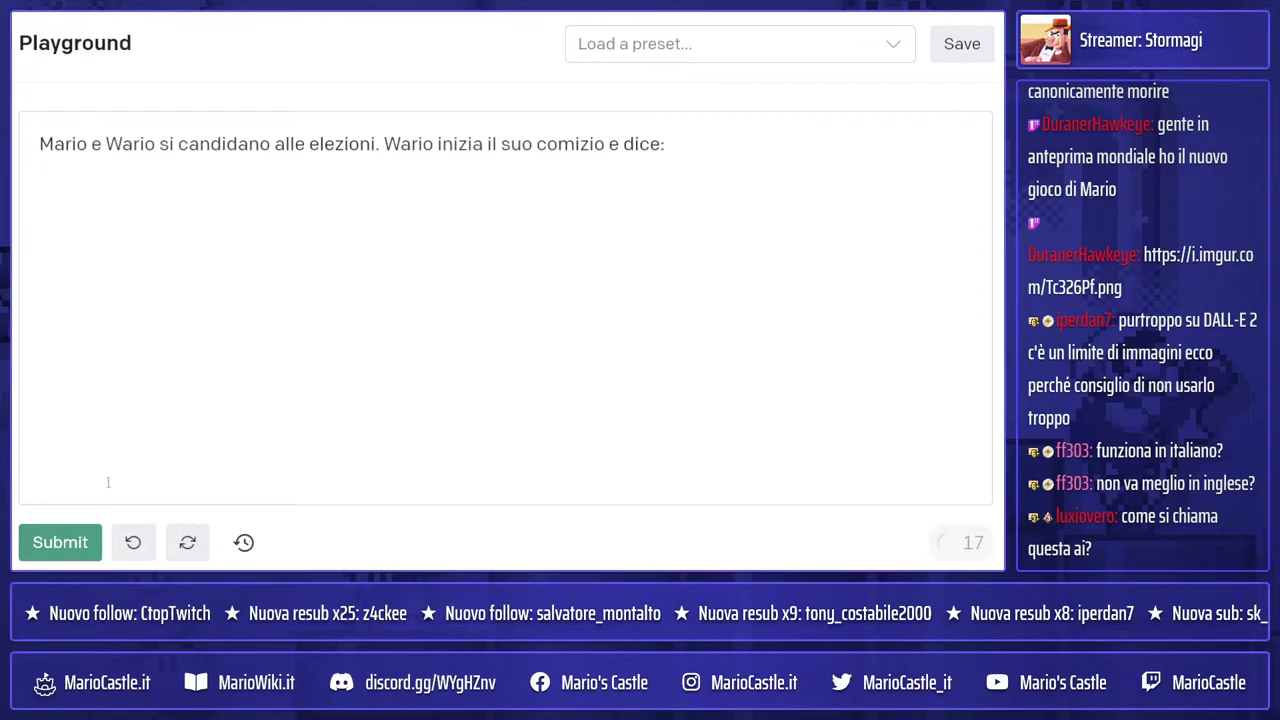 Playground
Load a preset...
Save
Mario e Wario si candidano alle elezioni. Wario inizia il suo comizio e dice:
Submit
17
Streamer: Stormagi
canonicamente morire
DuranerHawkeye: gente in
anteprima mondiale ho il nuovo
gioco di Mario
DuranerHawkeye: https://i.imgur.co
m/Tc326Pf.png
iperdan7: purtroppo su DALL-E 2
c'è un limite di immagini ecco
perché consiglio di non usarlo
troppo
ff303: funziona in italiano?
ff303: non va meglio in inglese?
luxiovero: come si chiama
questa ai?
★ Nuovo follow: CtopTwitch ★ Nuova resub x25: z4ckee ★ Nuovo follow: salvatore_montalto ★ Nuova resub x9: tony_costabile2000 ★ Nuova resub x8: iperdan7 ★ Nuova sub: sk_
MarioCastle.it MarioWiki.it discord.gg/WYgHZnv Mario's Castle MarioCastle.it MarioCastle_it Mario's Castle MarioCastle